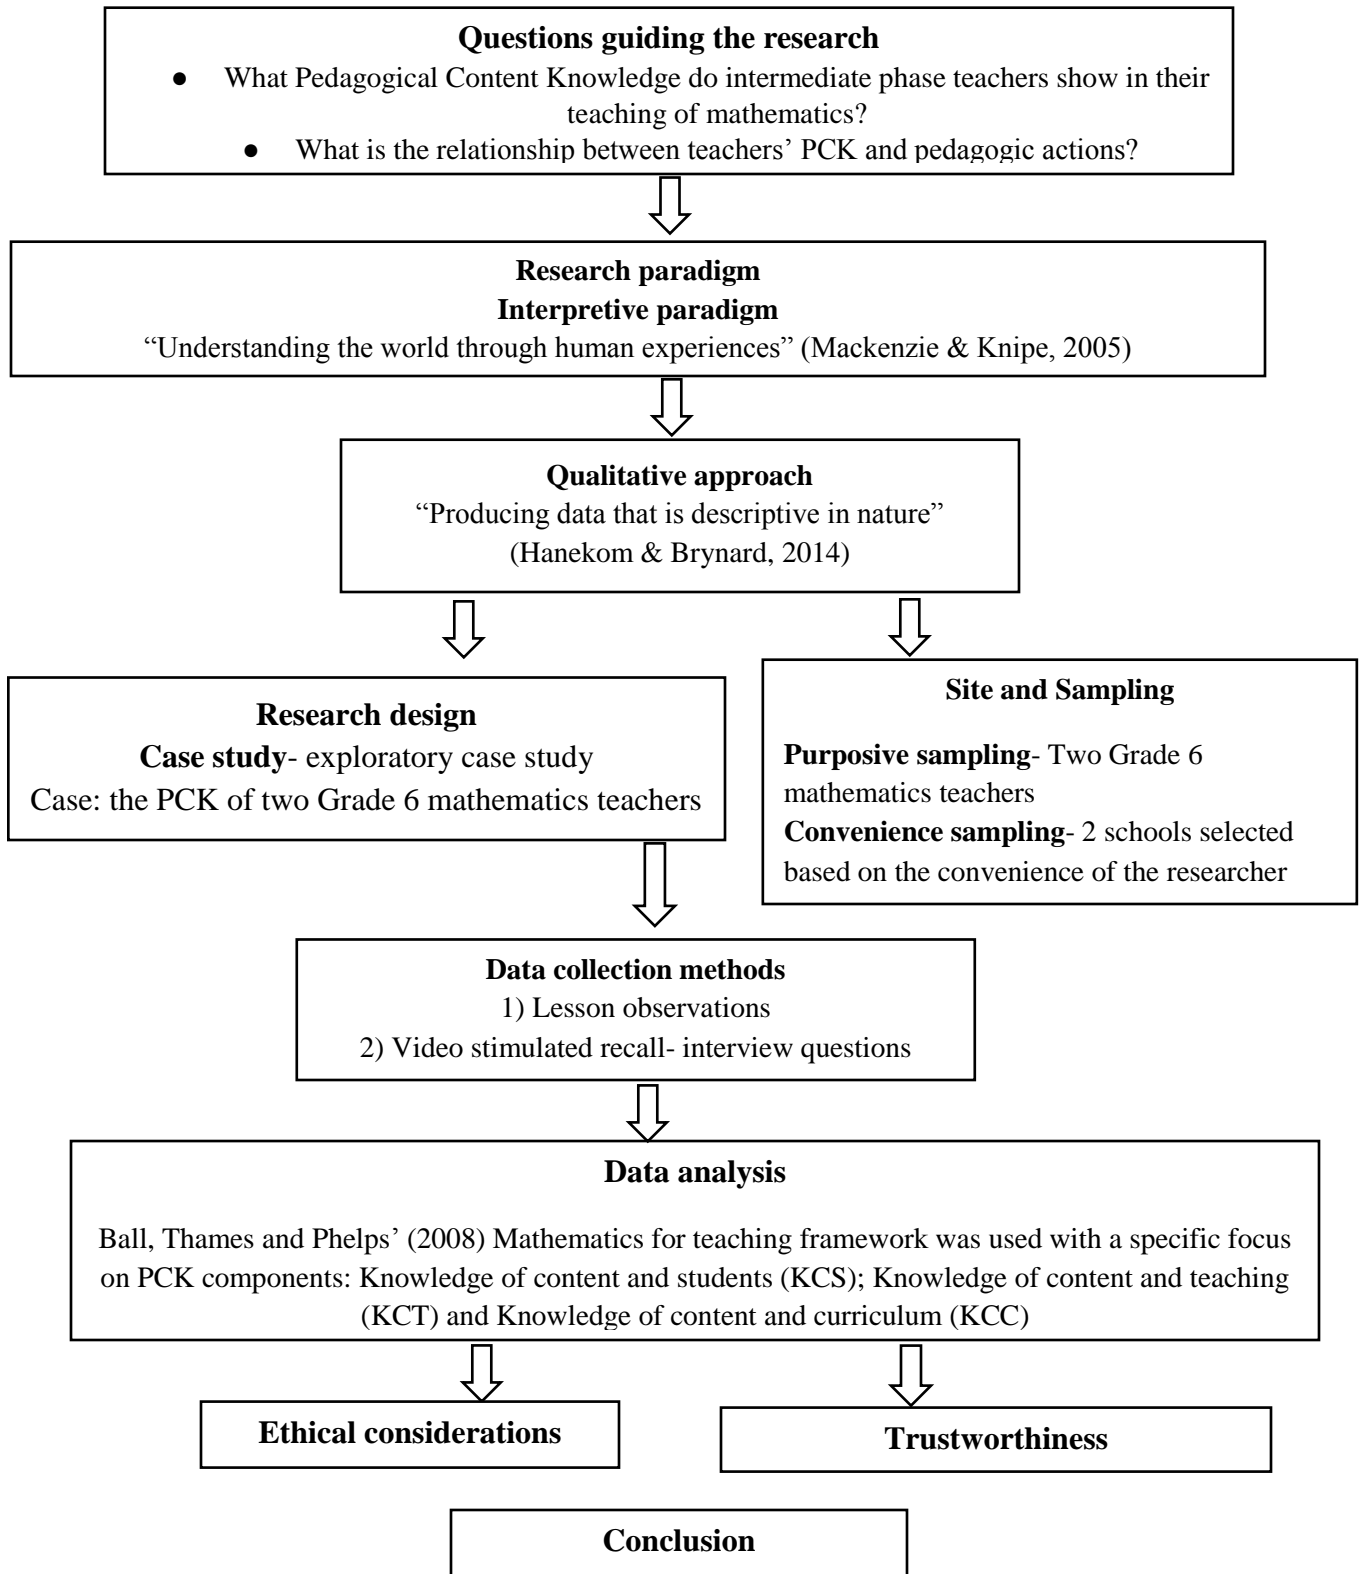 Questions guiding the research
● What Pedagogical Content Knowledge do intermediate phase teachers show in their
teaching of mathematics?
● What is the relationship between teachers’ PCK and pedagogic actions?
Research paradigm
Interpretive paradigm
“Understanding the world through human experiences” (Mackenzie & Knipe, 2005)
Qualitative approach
“Producing data that is descriptive in nature”
(Hanekom & Brynard, 2014)
Research design
Case study- exploratory case study
Case: the PCK of two Grade 6 mathematics teachers
Site and Sampling
Purposive sampling- Two Grade 6
mathematics teachers
Convenience sampling- 2 schools selected
based on the convenience of the researcher
Data collection methods
1) Lesson observations
2) Video stimulated recall- interview questions
Data analysis
Ball, Thames and Phelps’ (2008) Mathematics for teaching framework was used with a specific focus
on PCK components: Knowledge of content and students (KCS); Knowledge of content and teaching
(KCT) and Knowledge of content and curriculum (KCC)
Ethical considerations
Trustworthiness
Conclusion